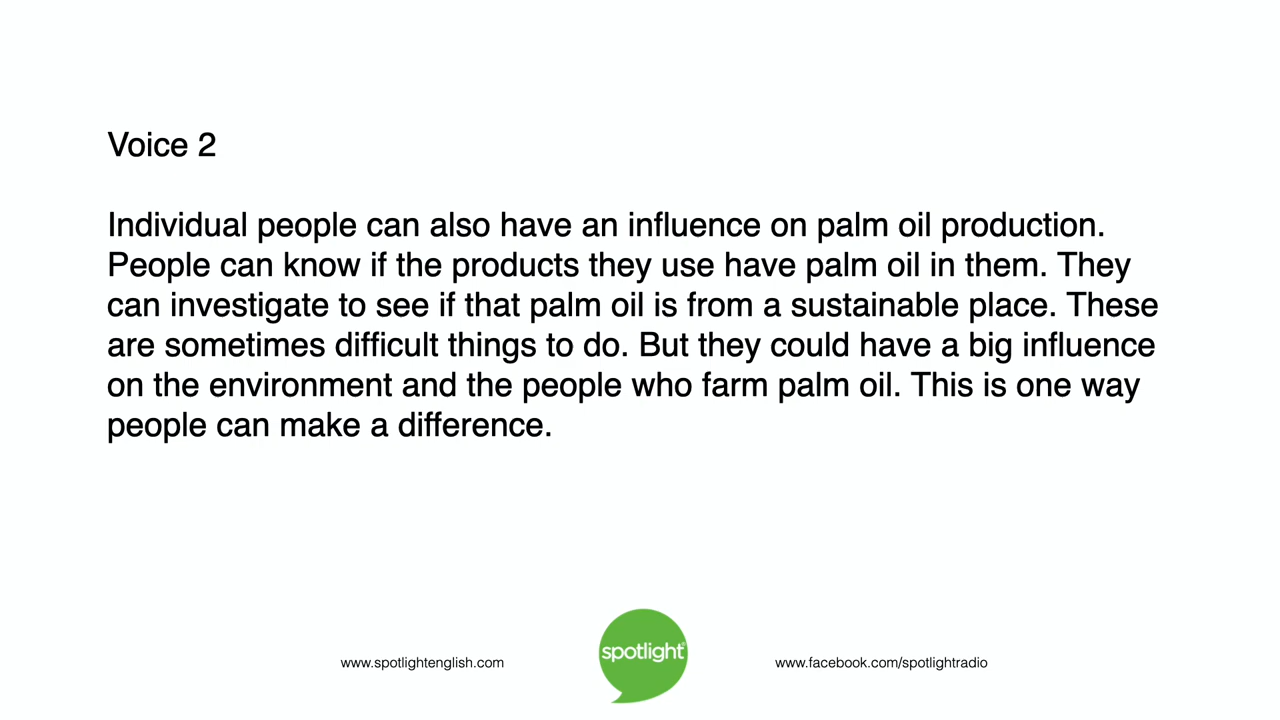 Voice 2
Individual people can also have an influence on palm oil production.
People can know if the products they use have palm oil in them. They
can investigate to see if that palm oil is from a sustainable place. These
are sometimes difficult things to do. But they could have a big influence
on the environment and the people who farm palm oil. This is one way
people can make a difference.
www.spotlightenglish.com
spotlight®
www.facebook.com/spotlightradio